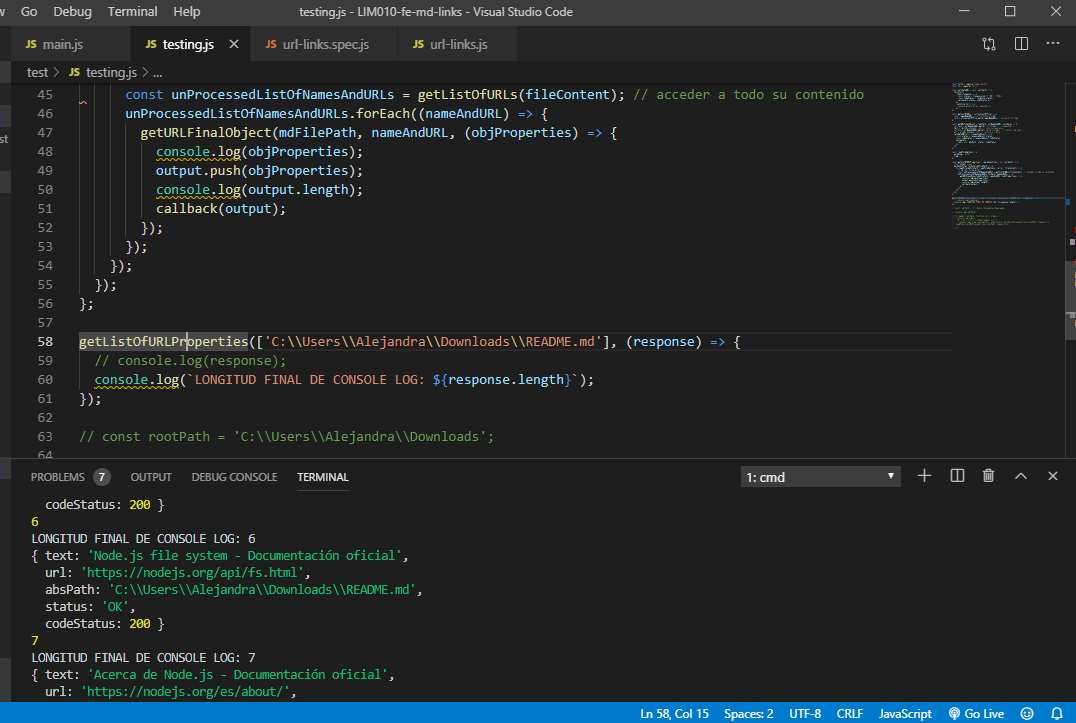 Go Debug Terminal Help testing.js - LIM010-fe-md-links - Visual Studio Code
JS main.js JS testing.js JS url-links.spec.js JS url-links.js
test > JS testing.js > ...
45 const unProcessedListOfNamesAndURLs = getListOfURLs(fileContent); // acceder a todo su contenido
46 unProcessedListOfNamesAndURLs.forEach((nameAndURL) => {
47 getURLFinalObject(mdFilePath, nameAndURL, (objProperties) => {
48 console.log(objProperties);
49 output.push(objProperties);
50 console.log(output.length);
51 callback(output);
52 });
53 });
54 });
55 });
56 };
57
58 getListOfURLProperties(['C:\\Users\\Alejandra\\Downloads\\README.md'], (response) => {
59 // console.log(response);
60 console.log(`LONGITUD FINAL DE CONSOLE LOG: ${response.length}`);
61 });
62
63 // const rootPath = 'C:\\Users\\Alejandra\\Downloads';
64
PROBLEMS 7 OUTPUT DEBUG CONSOLE TERMINAL 1: cmd
codeStatus: 200 }
6
LONGITUD FINAL DE CONSOLE LOG: 6
{ text: 'Node.js file system - Documentación oficial',
url: 'https://nodejs.org/api/fs.html',
absPath: 'C:\\Users\\Alejandra\\Downloads\\README.md',
status: 'OK',
codeStatus: 200 }
7
LONGITUD FINAL DE CONSOLE LOG: 7
{ text: 'Acerca de Node.js - Documentación oficial',
url: 'https://nodejs.org/es/about/',
Ln 58, Col 15 Spaces: 2 UTF-8 CRLF JavaScript Go Live